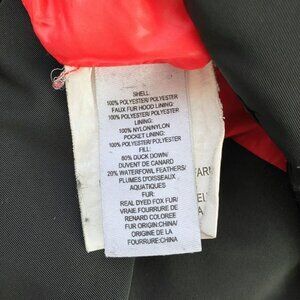 SHELL:
100% POLYESTER/ POLYESTER
FAUX FUR HOOD LINING:
100% POLYESTER/ POLYESTER
LINING:
100% NYLON/NYLON
POCKET LINING:
100% POLYESTER/ POLYESTER
FILL:
80% DUCK DOWN/
DUVENT DE CANARD
20% WATERFOWL FEATHERS/
PLUMES D'OISEAUX
AQUATIQUES
FUR:
REAL DYED FOX FUR/
VRAIE FOURRURE DE
RENARD COLOREE
FUR ORIGIN:CHINA/
ORIGINE DE LA
FOURRUIRE:CHINA